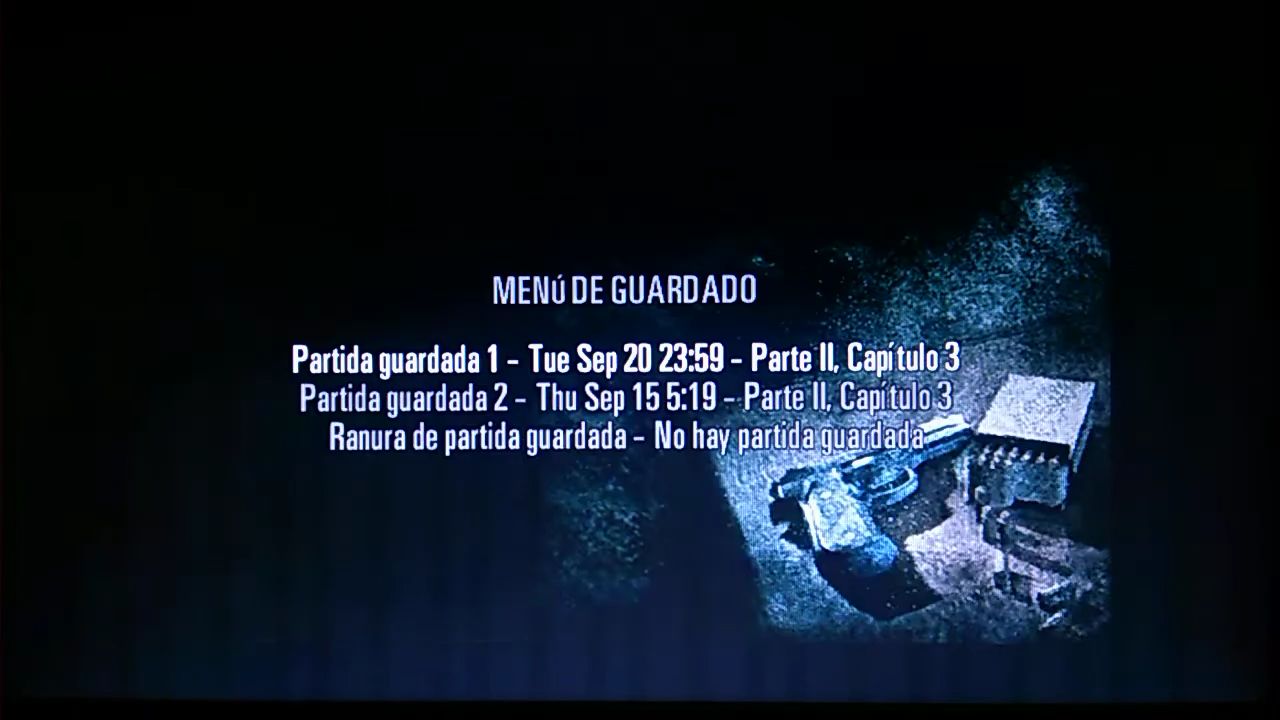 MENÚ DE GUARDADO
Partida guardada 1 - Tue Sep 20 23:59 - Parte II, Capítulo 3
Partida guardada 2 - Thu Sep 15 5:19 - Parte II, Capítulo 3
Ranura de partida guardada - No hay partida guardada